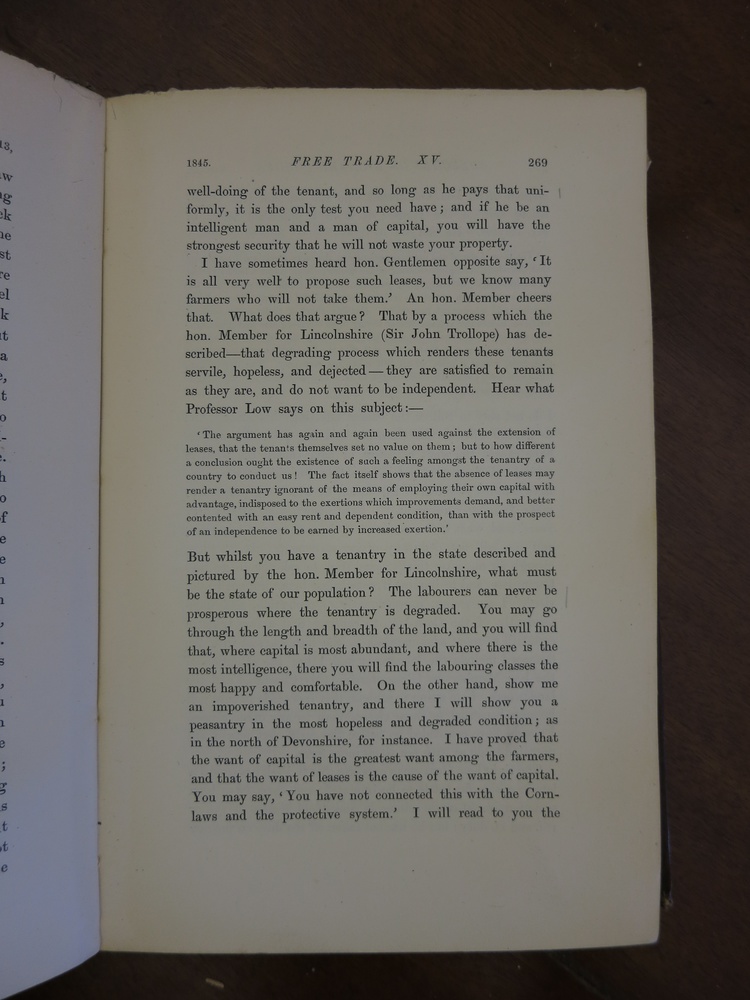 1845. FREE TRADE. XV. 269
well-doing of the tenant, and so long as he pays that uni-
formly, it is the only test you need have; and if he be an
intelligent man and a man of capital, you will have the
strongest security that he will not waste your property.
I have sometimes heard hon. Gentlemen opposite say, ‘It
is all very well to propose such leases, but we know many
farmers who will not take them.’ An hon. Member cheers
that. What does that argue? That by a process which the
hon. Member for Lincolnshire (Sir John Trollope) has de-
scribed—that degrading process which renders these tenants
servile, hopeless, and dejected—they are satisfied to remain
as they are, and do not want to be independent. Hear what
Professor Low says on this subject:—
‘The argument has again and again been used against the extension of
leases, that the tenants themselves set no value on them; but to how different
a conclusion ought the existence of such a feeling amongst the tenantry of a
country to conduct us! The fact itself shows that the absence of leases may
render a tenantry ignorant of the means of employing their own capital with
advantage, indisposed to the exertions which improvements demand, and better
contented with an easy rent and dependent condition, than with the prospect
of an independence to be earned by increased exertion.’
But whilst you have a tenantry in the state described and
pictured by the hon. Member for Lincolnshire, what must
be the state of our population? The labourers can never be
prosperous where the tenantry is degraded. You may go
through the length and breadth of the land, and you will find
that, where capital is most abundant, and where there is the
most intelligence, there you will find the labouring classes the
most happy and comfortable. On the other hand, show me
an impoverished tenantry, and there I will show you a
peasantry in the most hopeless and degraded condition; as
in the north of Devonshire, for instance. I have proved that
the want of capital is the greatest want among the farmers,
and that the want of leases is the cause of the want of capital.
You may say, ‘You have not connected this with the Corn-
laws and the protective system.’ I will read to you the